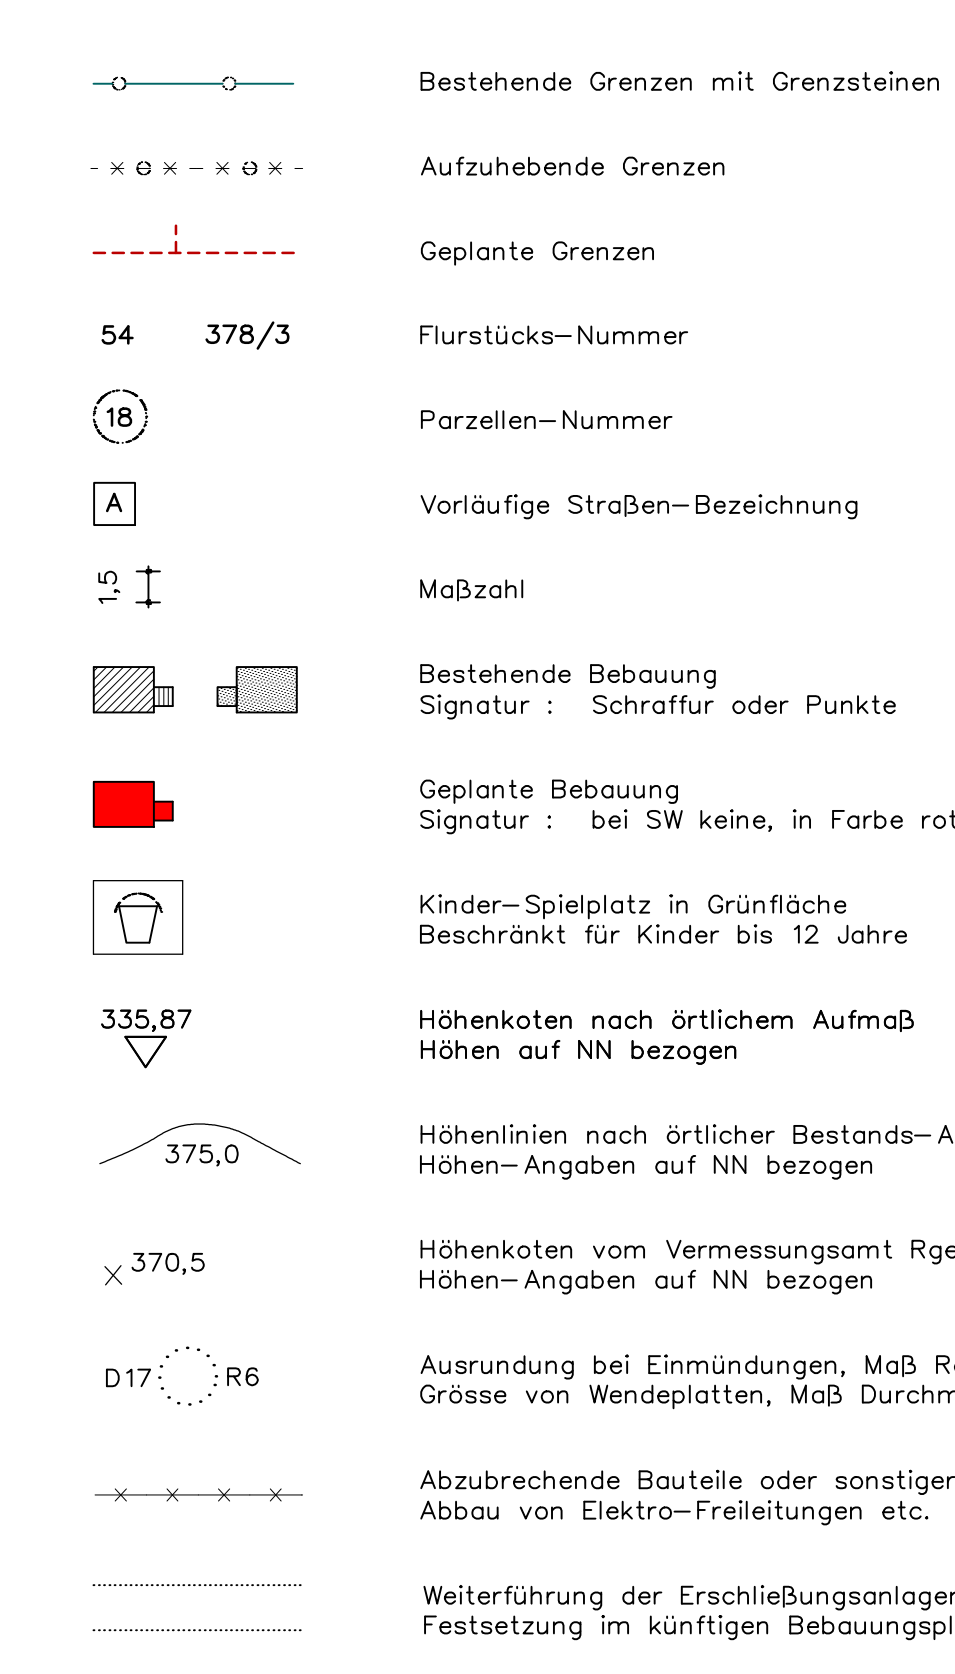 Bestehende Grenzen mit Grenzsteinen
Aufzuhebende Grenzen
Geplante Grenzen
54 378/3 Flurstücks-Nummer
18 Parzellen-Nummer
A Vorläufige Straßen-Bezeichnung
1,5 Maßzahl
Bestehende Bebauung
Signatur : Schraffur oder Punkte
Geplante Bebauung
Signatur : bei SW keine, in Farbe rot
Kinder-Spielplatz in Grünfläche
Beschränkt für Kinder bis 12 Jahre
335,87 Höhenkoten nach örtlichem Aufmaß
Höhen auf NN bezogen
Höhenlinien nach örtlicher Bestands-A
375,0 Höhen-Angaben auf NN bezogen
Höhenkoten vom Vermessungsamt Rge
370,5 Höhen-Angaben auf NN bezogen
Ausrundung bei Einmündungen, Maß
D17 R6 Grösse von Wendeplatten, Maß Durchm
Abzubrechende Bauteile oder sonstiger
Abbau von Elektro-Freileitungen etc.
Weiterführung der Erschließungsanlagen
Festsetzung im künftigen Bebauungspl